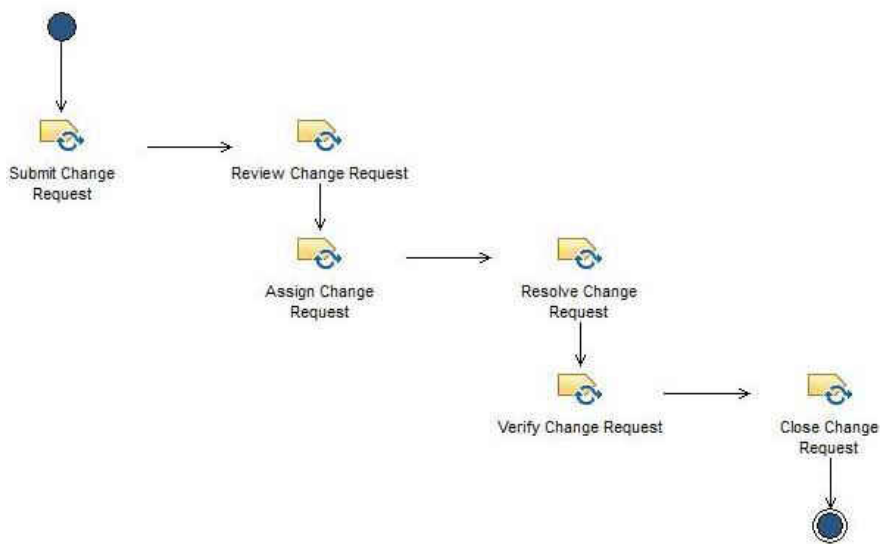 Submit Change
Request
Review Change Request
Assign Change
Request
Resolve Change
Request
Verify Change Request
Close Change
Request